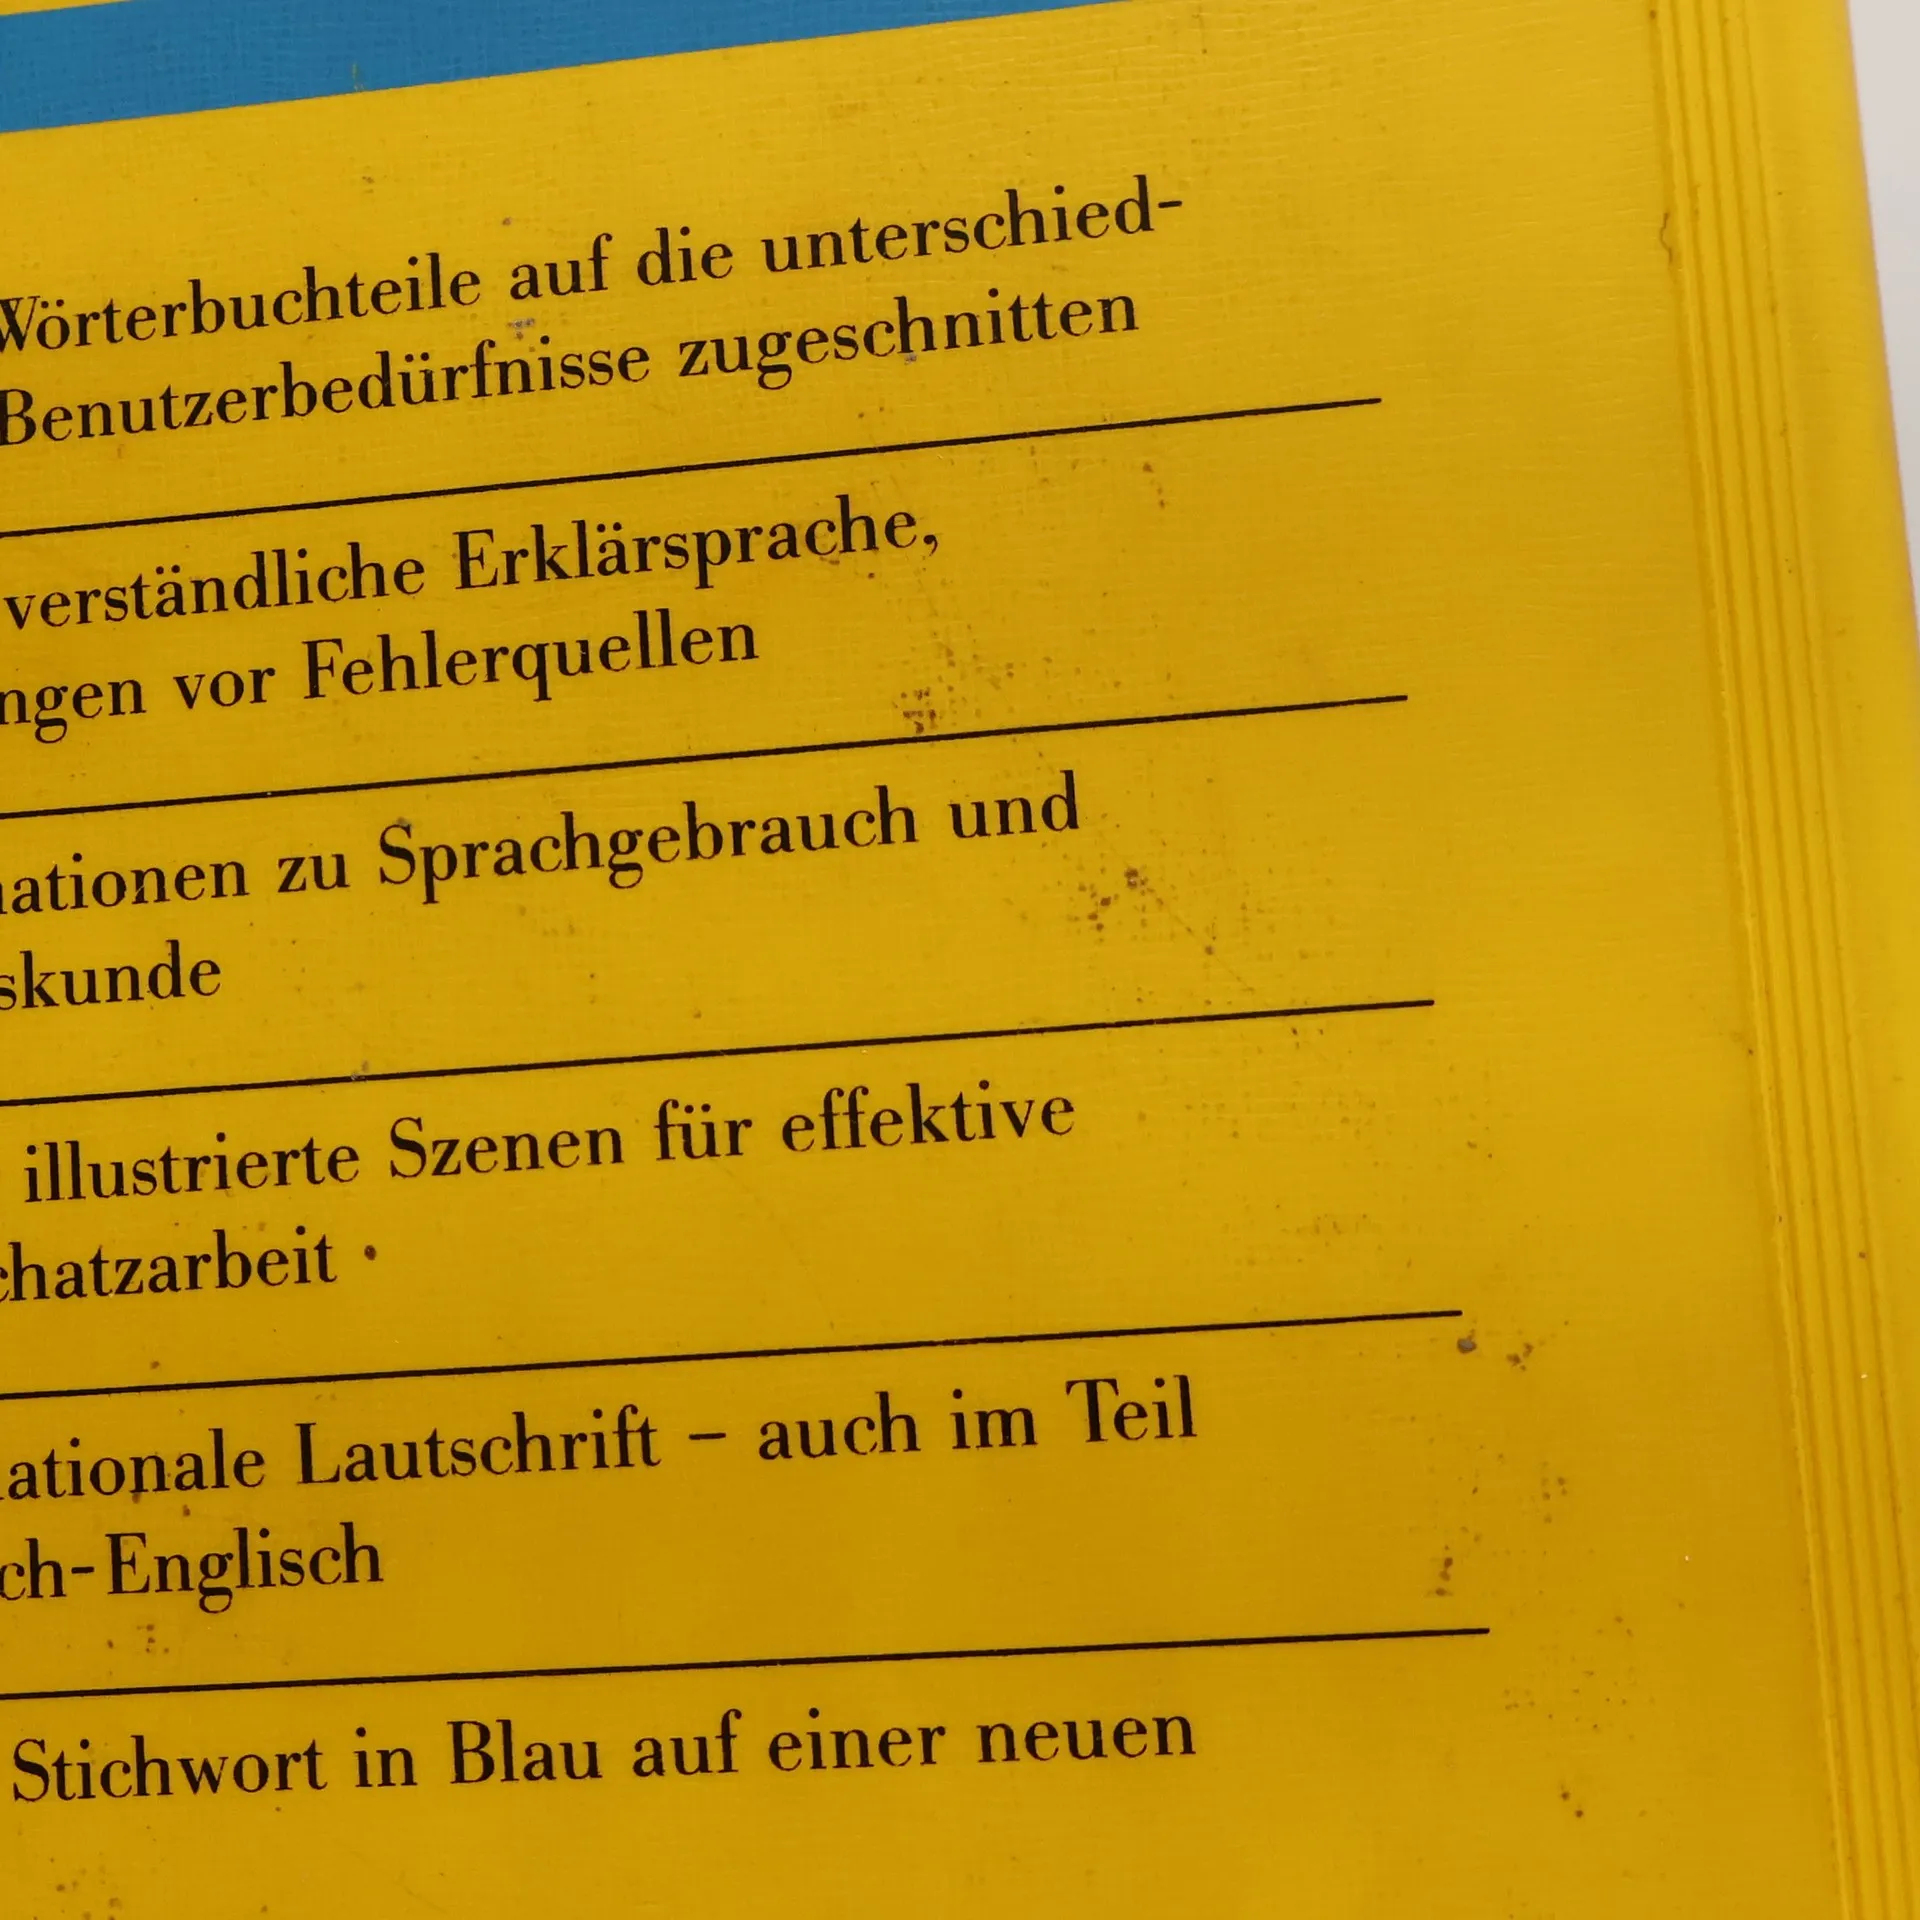 Wörterbuchteile auf die unterschied-
Benutzerbedürfnisse zugeschnitten
verständliche Erklärsprache,
ngen vor Fehlerquellen
ationen zu Sprachgebrauch und
skunde
illustrierte Szenen für effektive
chatzarbeit
ationale Lautschrift – auch im Teil
ch-Englisch
Stichwort in Blau auf einer neuen